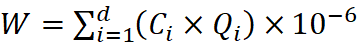 W = ∑_{i=1}^{d}(C_i × Q_i) × 10^{-6}